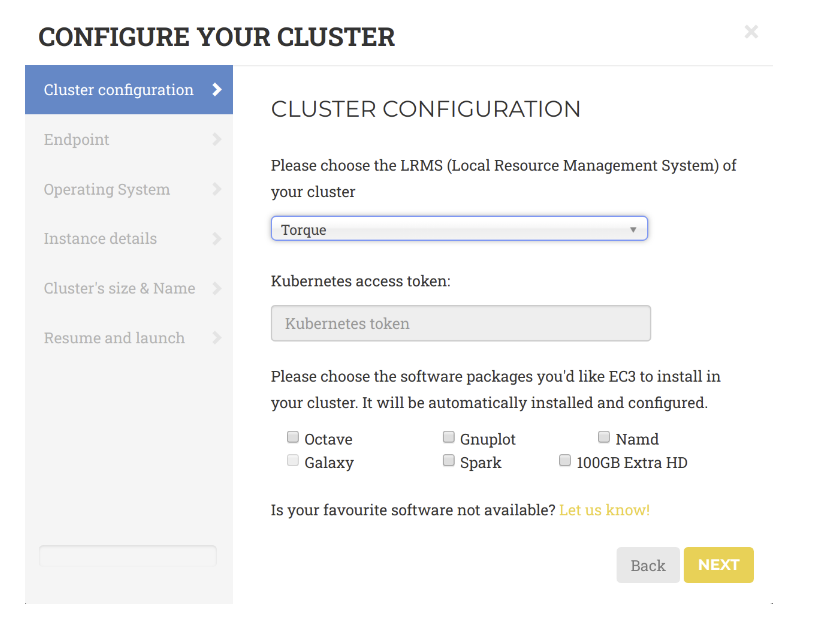 CONFIGURE YOUR CLUSTER
×
Cluster configuration
Endpoint
Operating System
Instance details
Cluster's size & Name
Resume and launch
CLUSTER CONFIGURATION
Please choose the LRMS (Local Resource Management System) of
your cluster
Torque
Kubernetes access token:
Kubernetes token
Please choose the software packages you'd like EC3 to install in
your cluster. It will be automatically installed and configured.
Octave Gnuplot Namd
Galaxy Spark 100GB Extra HD
Is your favourite software not available? Let us know!
Back NEXT